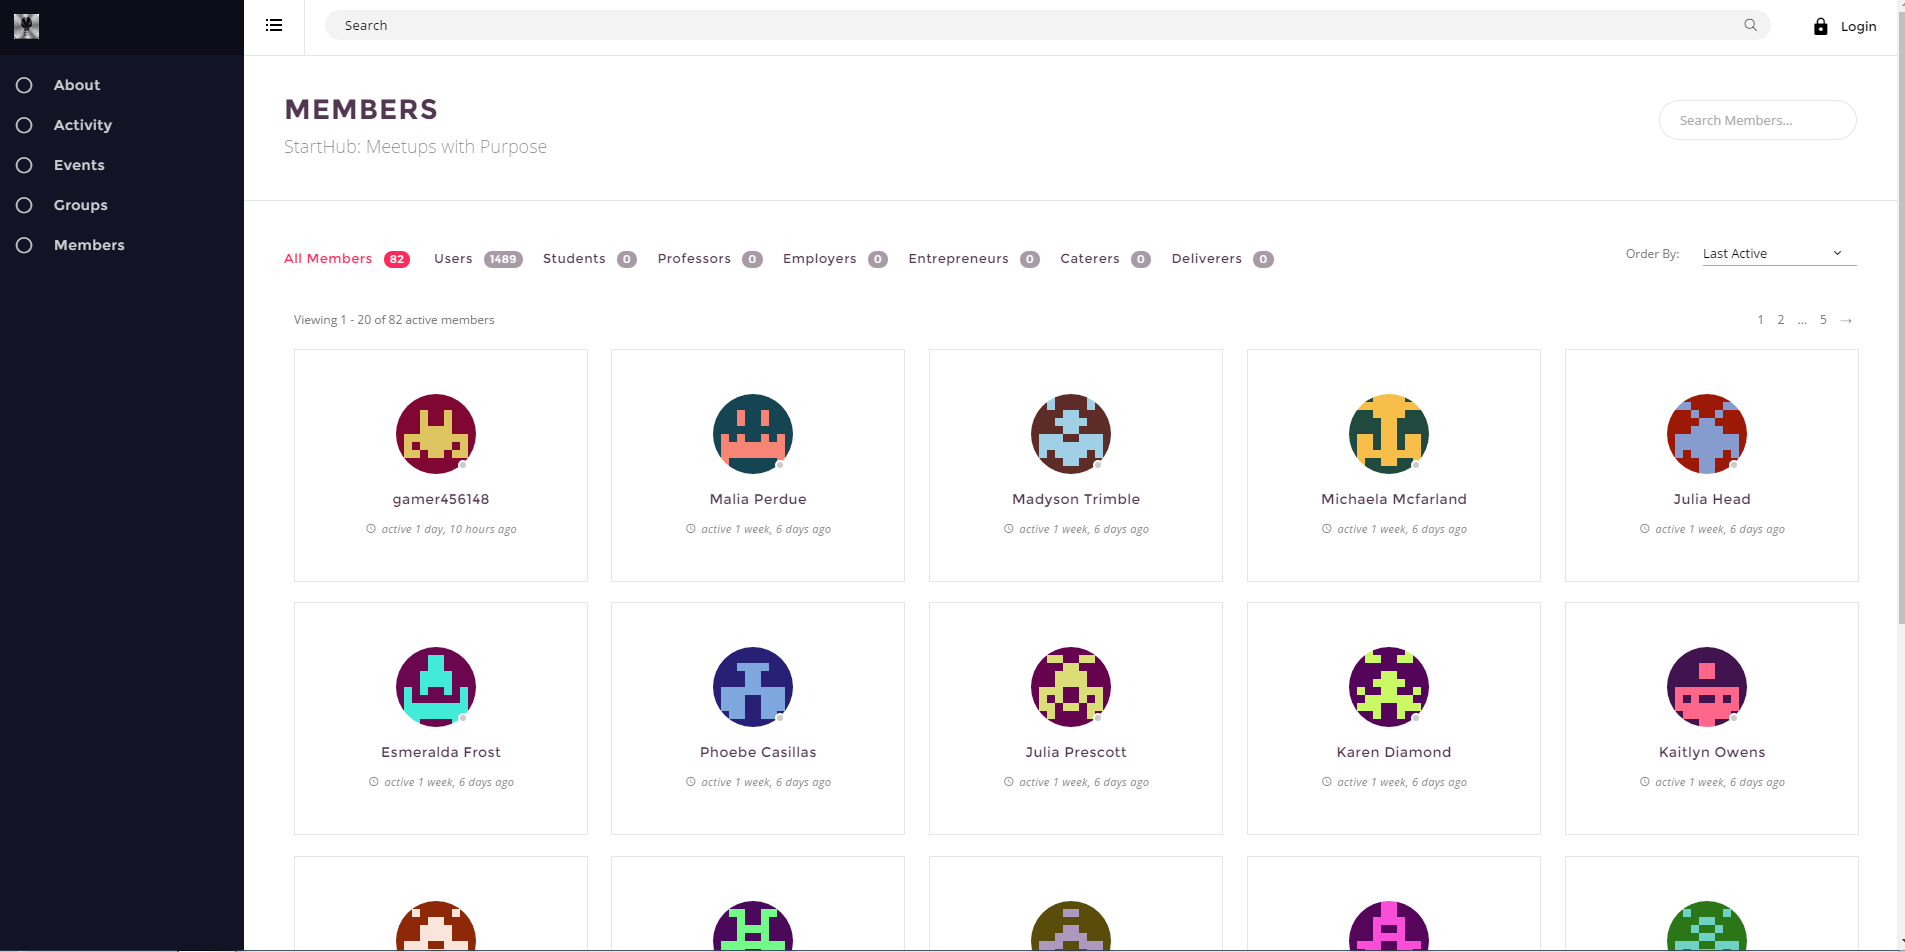 Search
Login
About
Activity
Events
Groups
Members
MEMBERS
StartHub: Meetups with Purpose
Search Members...
All Members 82 Users 1489 Students 0 Professors 0 Employers 0 Entrepreneurs 0 Caterers 0 Deliverers 0
Order By: Last Active
Viewing 1 - 20 of 82 active members
1 2 ... 5 →
gamer456148
active 1 day, 10 hours ago
Malia Perdue
active 1 week, 6 days ago
Madyson Trimble
active 1 week, 6 days ago
Michaela Mcfarland
active 1 week, 6 days ago
Julia Head
active 1 week, 6 days ago
Esmeralda Frost
active 1 week, 6 days ago
Phoebe Casillas
active 1 week, 6 days ago
Julia Prescott
active 1 week, 6 days ago
Karen Diamond
active 1 week, 6 days ago
Kaitlyn Owens
active 1 week, 6 days ago